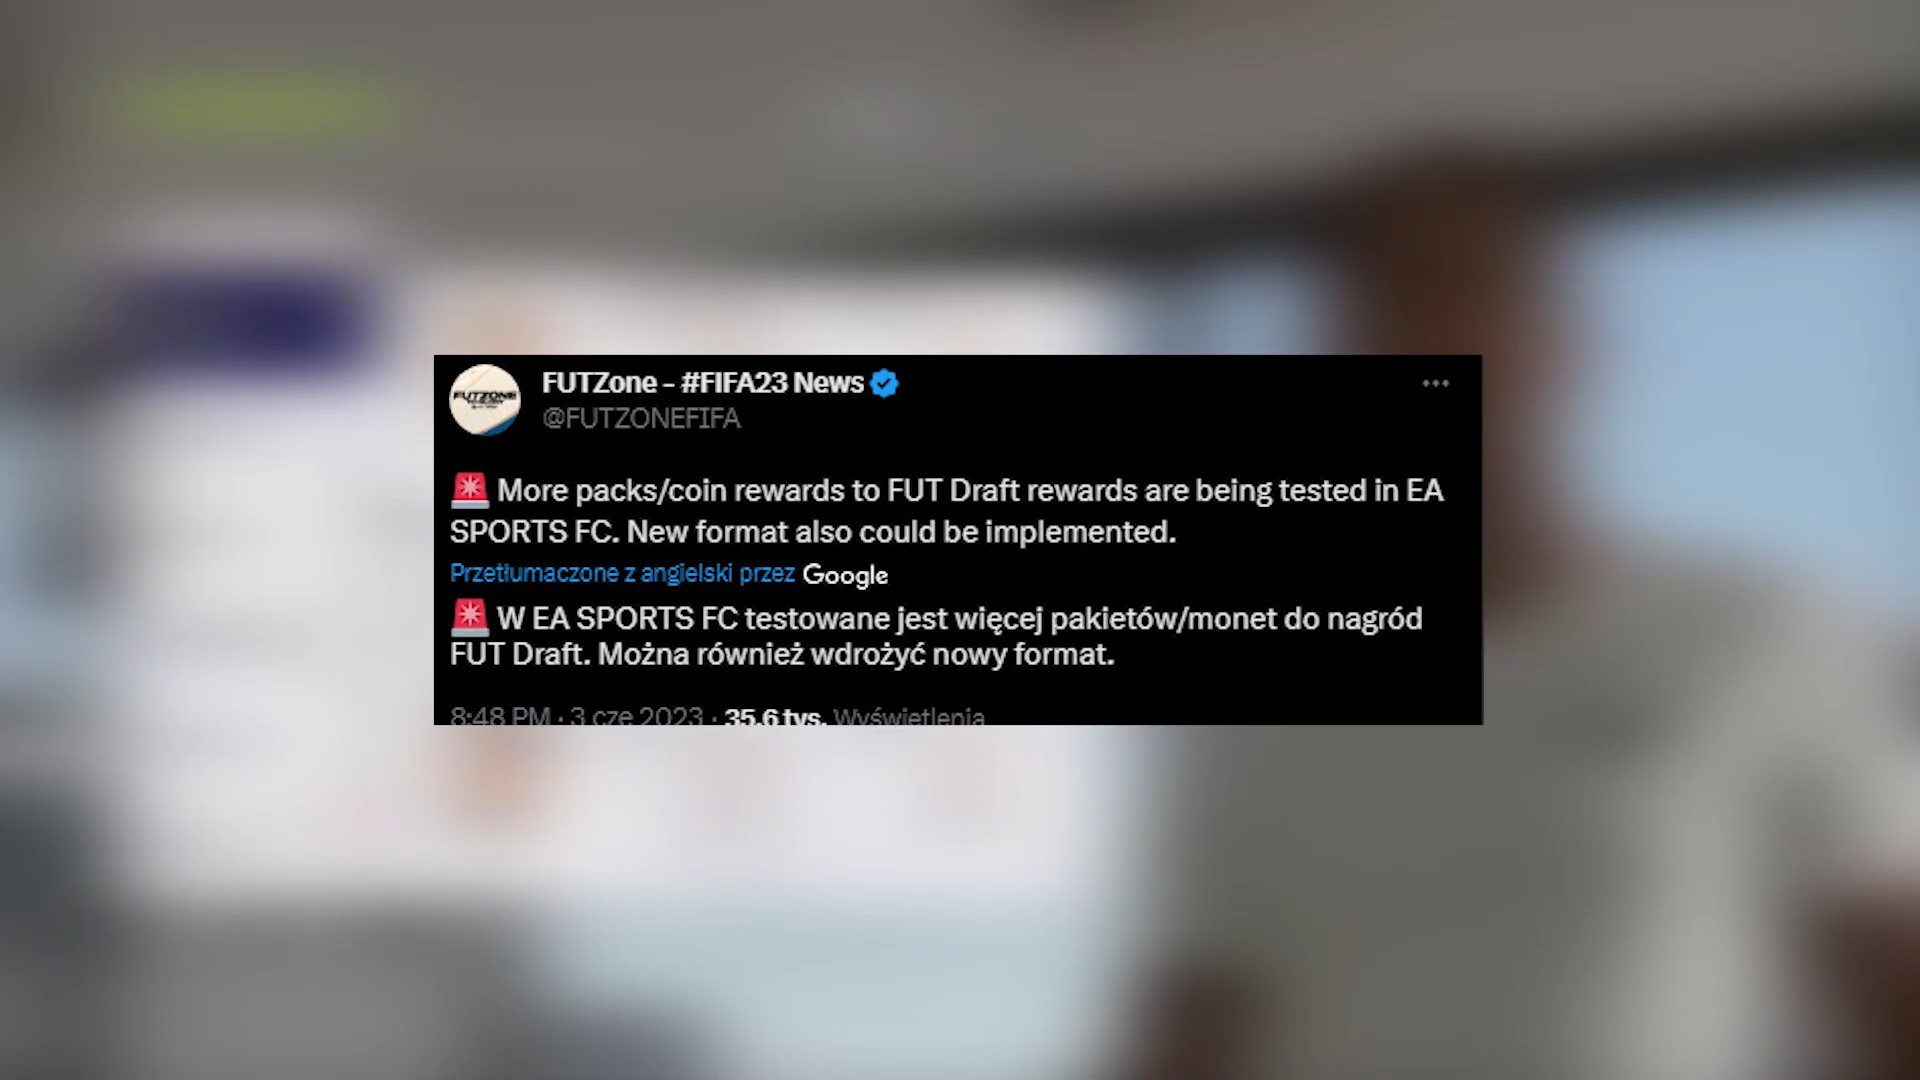 FUTZone - #FIFA23 News
@FUTZONEFIFA
FUTZONE
🚨 More packs/coin rewards to FUT Draft rewards are being tested in EA
SPORTS FC. New format also could be implemented.
Przetłumaczone z angielski przez Google
🚨 W EA SPORTS FC testowane jest więcej pakietów/monet do nagród
FUT Draft. Można również wdrożyć nowy format.
8:48 PM · 3 cze 2023 · 35,6 tys. Wyświetlenia